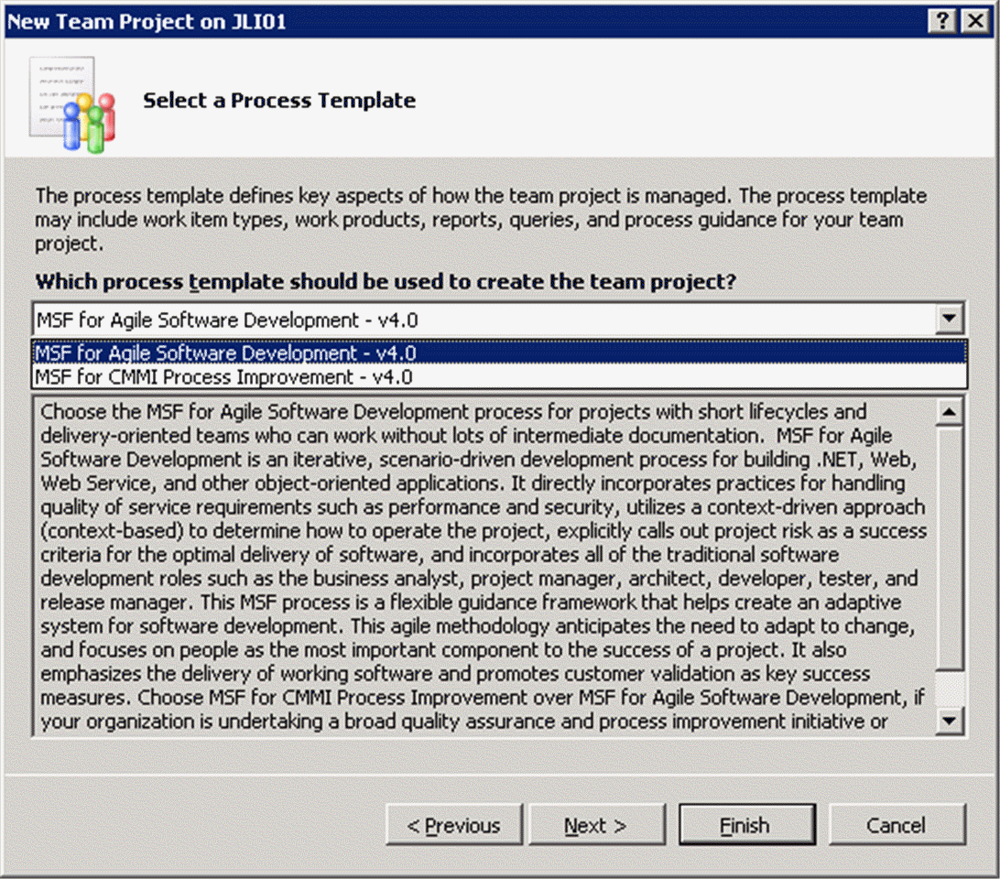 New Team Project on JLI01
Select a Process Template
The process template defines key aspects of how the team project is managed. The process template
may include work item types, work products, reports, queries, and process guidance for your team
project.
Which process template should be used to create the team project?
MSF for Agile Software Development - v4.0
MSF for Agile Software Development - v4.0
MSF for CMMI Process Improvement - v4.0
Choose the MSF for Agile Software Development process for projects with short lifecycles and
delivery-oriented teams who can work without lots of intermediate documentation.  MSF for Agile
Software Development is an iterative, scenario-driven development process for building .NET, Web,
Web Service, and other object-oriented applications. It directly incorporates practices for handling
quality of service requirements such as performance and security, utilizes a context-driven approach
(context-based) to determine how to operate the project, explicitly calls out project risk as a success
criteria for the optimal delivery of software, and incorporates all of the traditional software
development roles such as the business analyst, project manager, architect, developer, tester, and
release manager. This MSF process is a flexible guidance framework that helps create an adaptive
system for software development. This agile methodology anticipates the need to adapt to change,
and focuses on people as the most important component to the success of a project. It also
emphasizes the delivery of working software and promotes customer validation as key success
measures. Choose MSF for CMMI Process Improvement over MSF for Agile Software Development, if
your organization is undertaking a broad quality assurance and process improvement initiative or
< Previous
Next >
Finish
Cancel